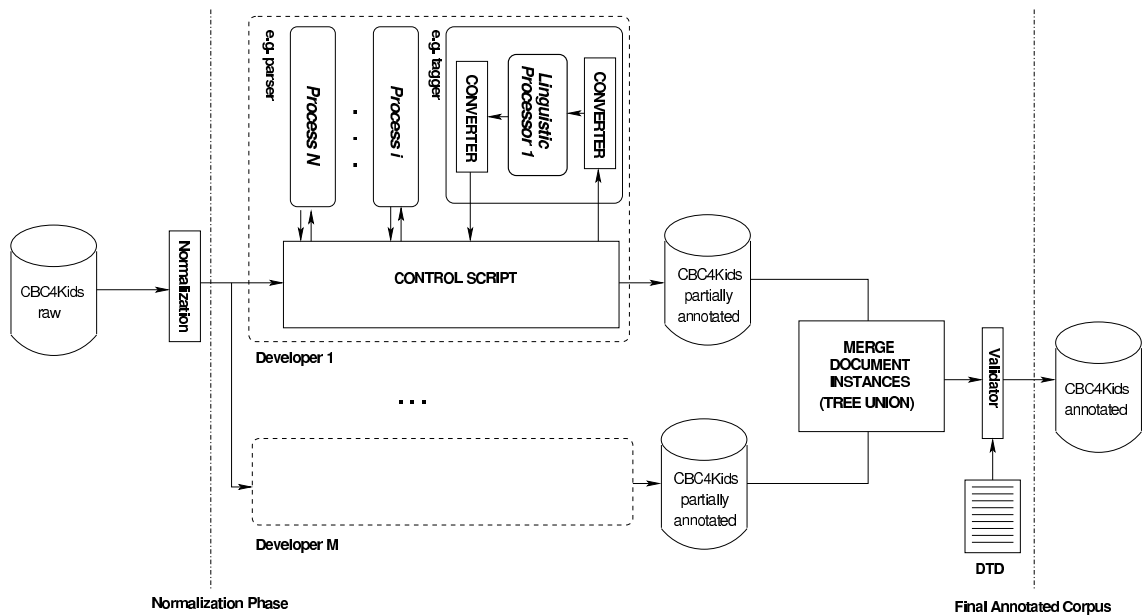 e.g. parser
Process N
. . .
Process i
e.g. tagger
CONVERTER
Linguistic
Processor 1
CONVERTER
CBC4Kids
raw
Normalization
CONTROL SCRIPT
CBC4Kids
partially
annotated
Developer 1
MERGE
DOCUMENT
INSTANCES
(TREE UNION)
Validator
CBC4Kids
annotated
...
CBC4Kids
partially
annotated
Developer M
DTD
Normalization Phase
Final Annotated Corpus